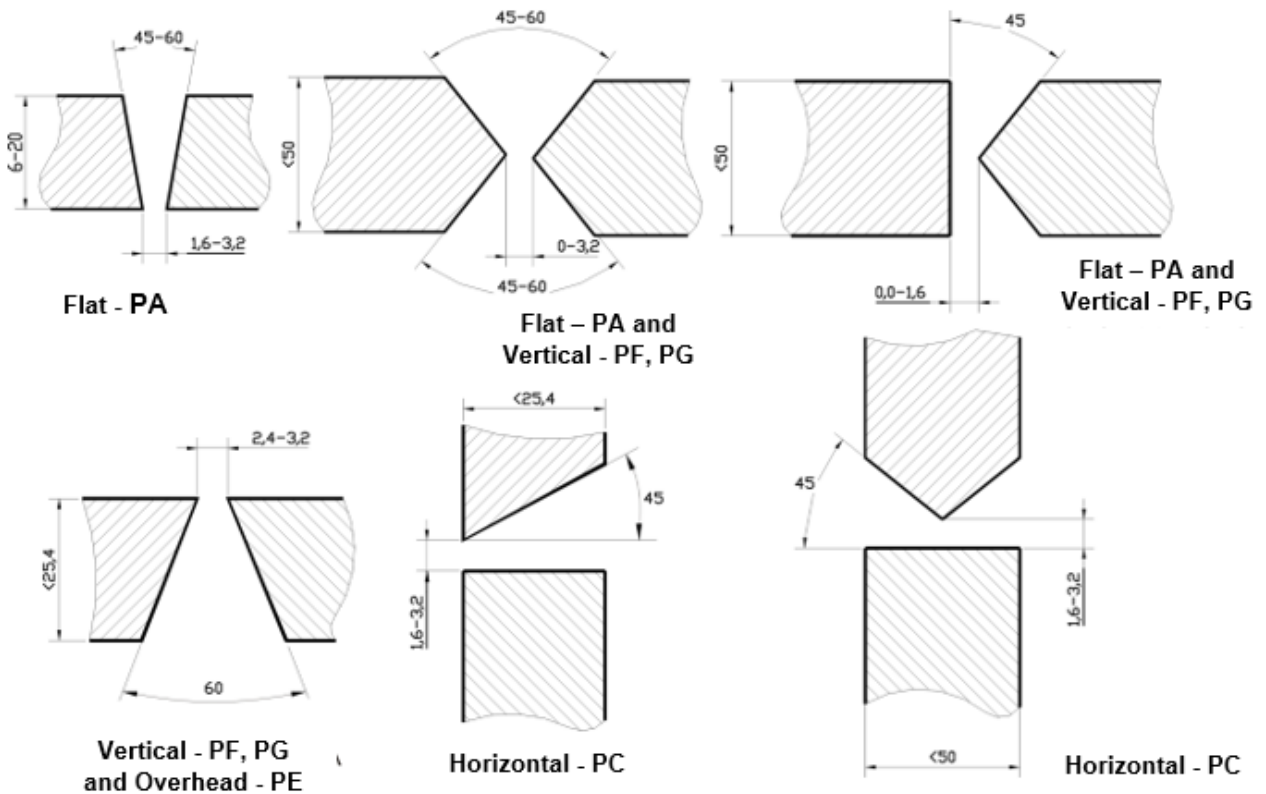 45-60
6-20
1,6-3,2
Flat - PA
45-60
<50
0-3,2
45-60
Flat – PA and
Vertical - PF, PG
45
<50
0,0-1,6
Flat – PA and
Vertical - PF, PG
2,4-3,2
<25,4
60
Vertical - PF, PG
and Overhead - PE
<25,4
45
1,6-3,2
Horizontal - PC
45
1,6-3,2
<50
Horizontal - PC